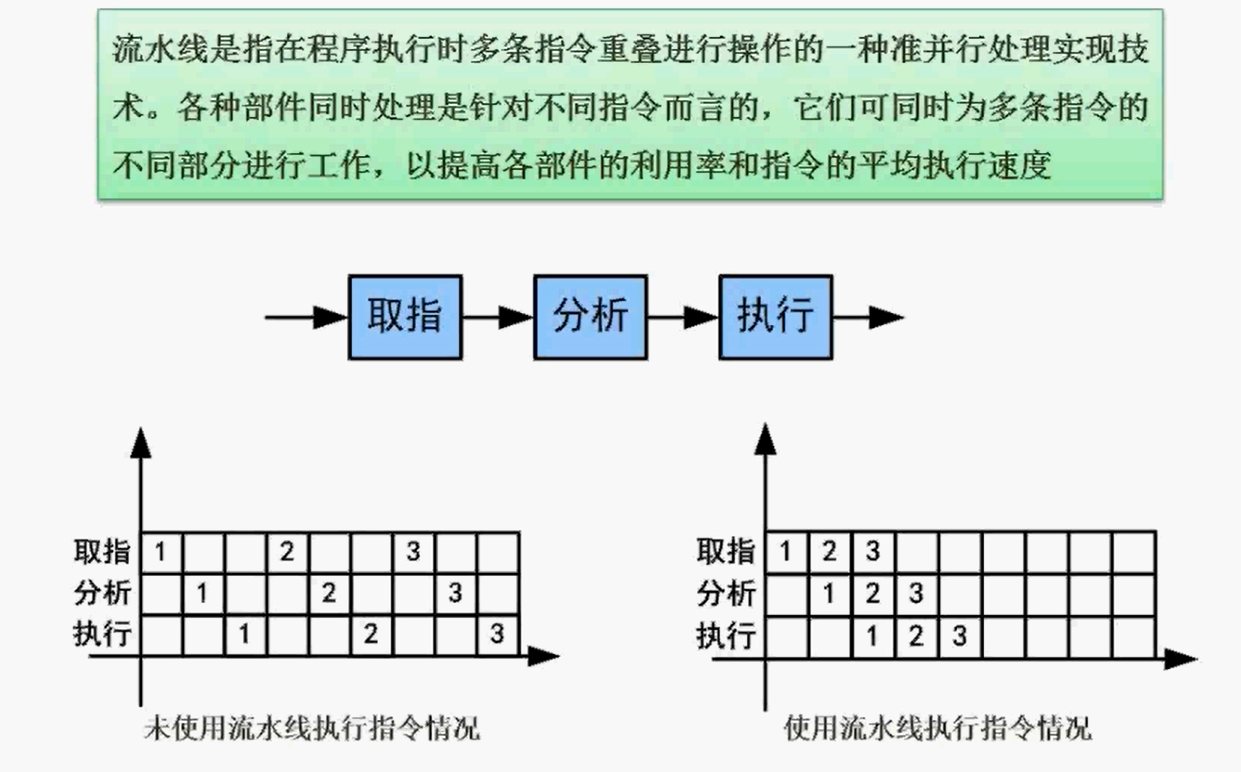 流水线是指在程序执行时多条指令重叠进行操作的一种准并行处理实现技
术。各种部件同时处理是针对不同指令而言的，它们可同时为多条指令的
不同部分进行工作，以提高各部件的利用率和指令的平均执行速度
取指 分析 执行
取指 1 2 3
分析 1 2 3
执行 1 2 3
未使用流水线执行指令情况
取指 1 2 3
分析 1 2 3
执行 1 2 3
使用流水线执行指令情况